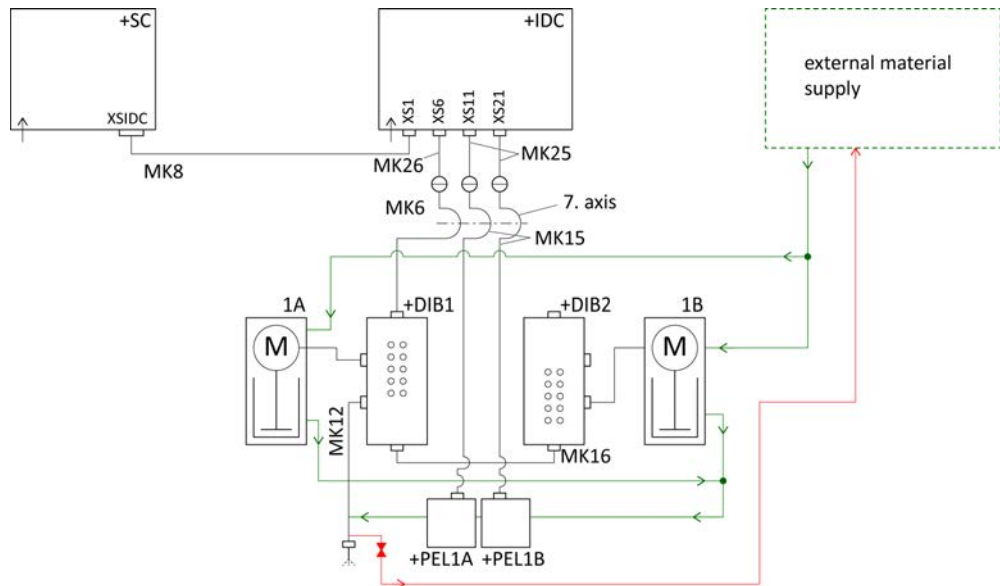 +SC
+IDC
external material
supply
XSIDC
XS1
XS6
XS11
XS21
MK8
MK26
MK25
MK6
7. axis
MK15
1A
+DIB1
+DIB2
1B
M
M
MK12
MK16
+PEL1A
+PEL1B